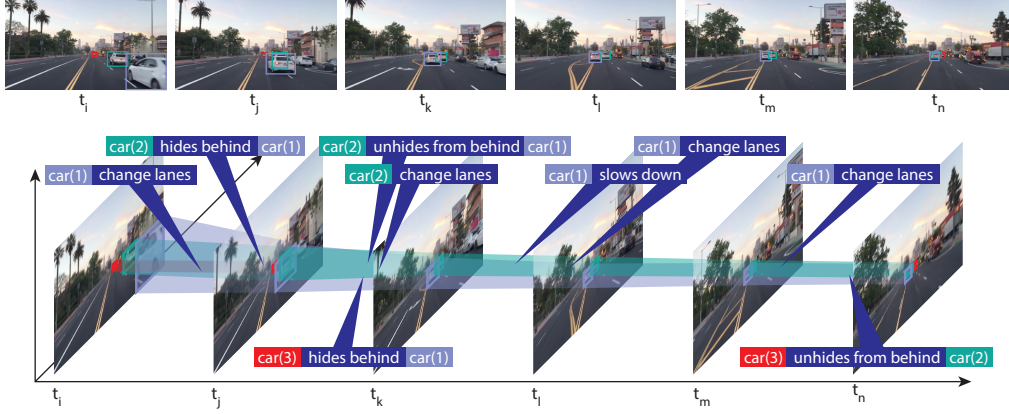 t_i t_j t_k t_l t_m t_n
car(2) hides behind car(1) car(2) unhides from behind car(1) car(1) change lanes
car(1) change lanes car(2) change lanes car(1) slows down car(1) change lanes
car(3) hides behind car(1) car(3) unhides from behind car(2)
t_i t_j t_k t_l t_m t_n